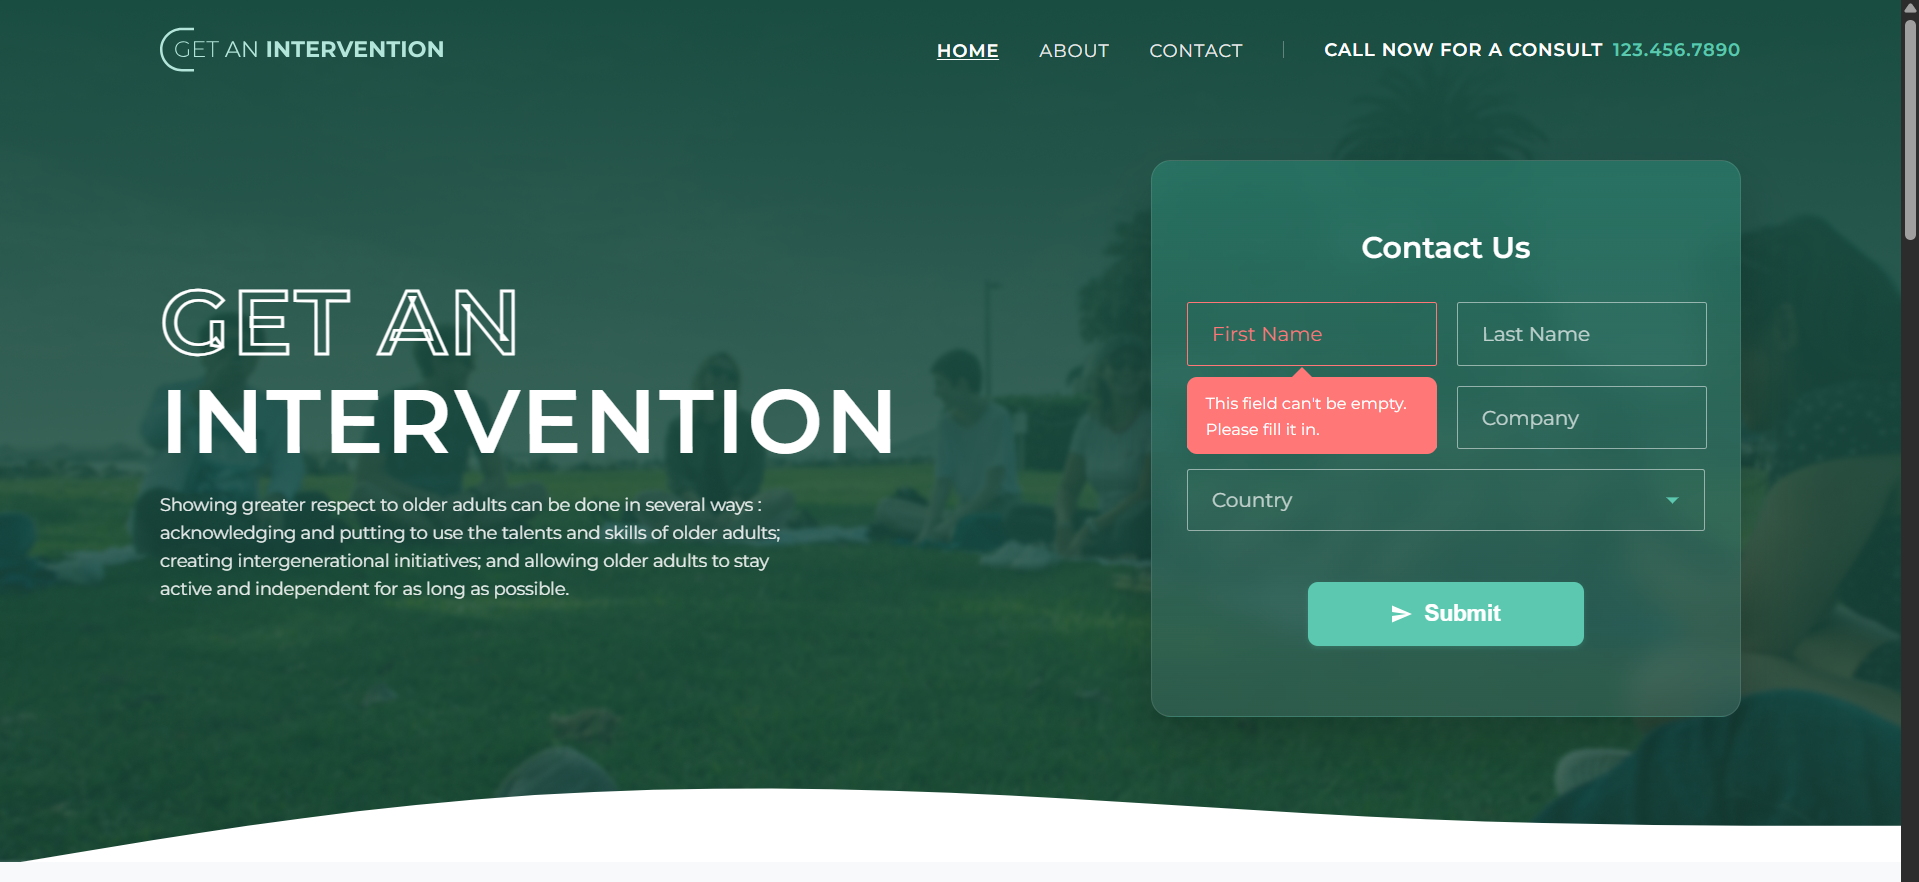 GET AN INTERVENTION
HOME
ABOUT
CONTACT
CALL NOW FOR A CONSULT 123.456.7890
GET AN
INTERVENTION
Showing greater respect to older adults can be done in several ways :
acknowledging and putting to use the talents and skills of older adults;
creating intergenerational initiatives; and allowing older adults to stay
active and independent for as long as possible.
Contact Us
First Name
Last Name
This field can't be empty.
Please fill it in.
Company
Country
Submit